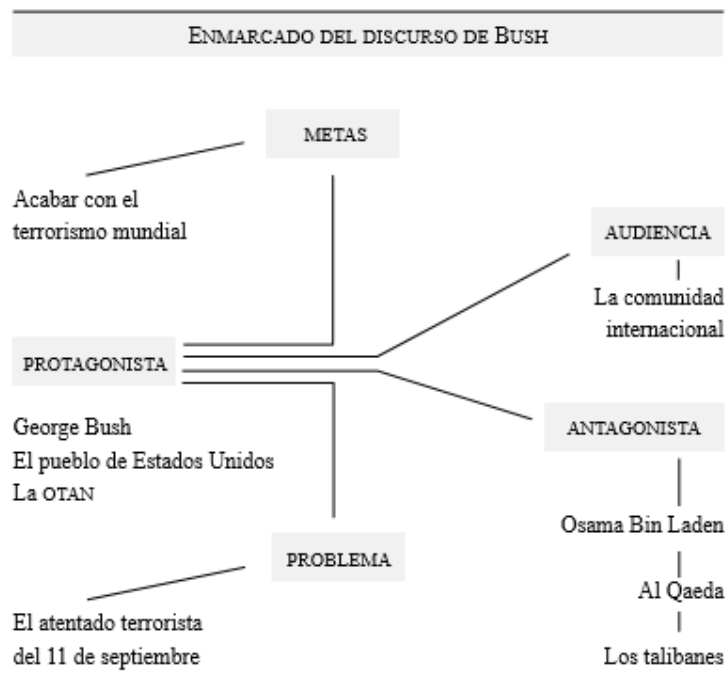 ENMARCADO DEL DISCURSO DE BUSH
METAS
Acabar con el
terrorismo mundial
AUDIENCIA
La comunidad
internacional
PROTAGONISTA
George Bush
El pueblo de Estados Unidos
La OTAN
ANTAGONISTA
Osama Bin Laden
Al Qaeda
Los talibanes
PROBLEMA
El atentado terrorista
del 11 de septiembre